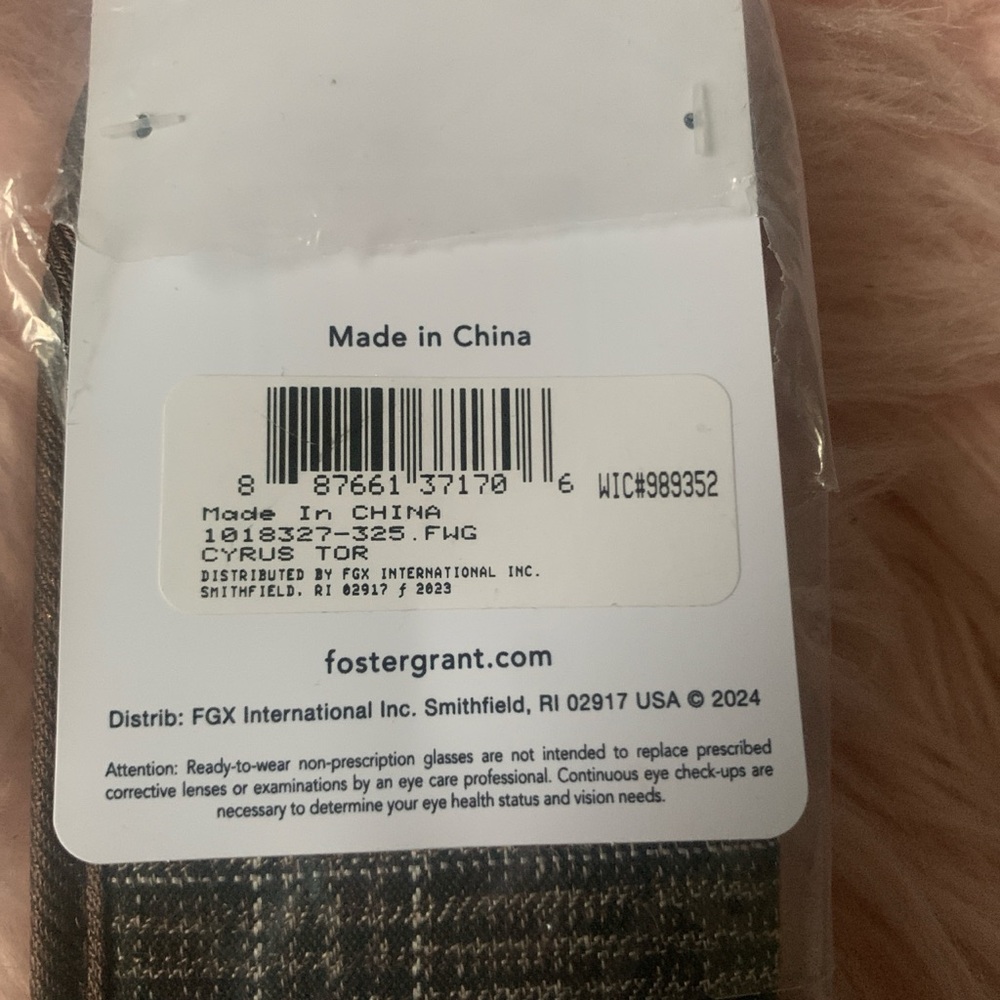 Made in China
8 87661 37170 6 WIC#989352
Made In CHINA
1018327-325.FWG
CYRUS TOR
DISTRIBUTED BY FGX INTERNATIONAL INC.
SMITHFIELD. RI 02917 ƒ 2023
fostergrant.com
Distrib: FGX International Inc. Smithfield, RI 02917 USA © 2024
Attention: Ready-to-wear non-prescription glasses are not intended to replace prescribed
corrective lenses or examinations by an eye care professional. Continuous eye check-ups are
necessary to determine your eye health status and vision needs.